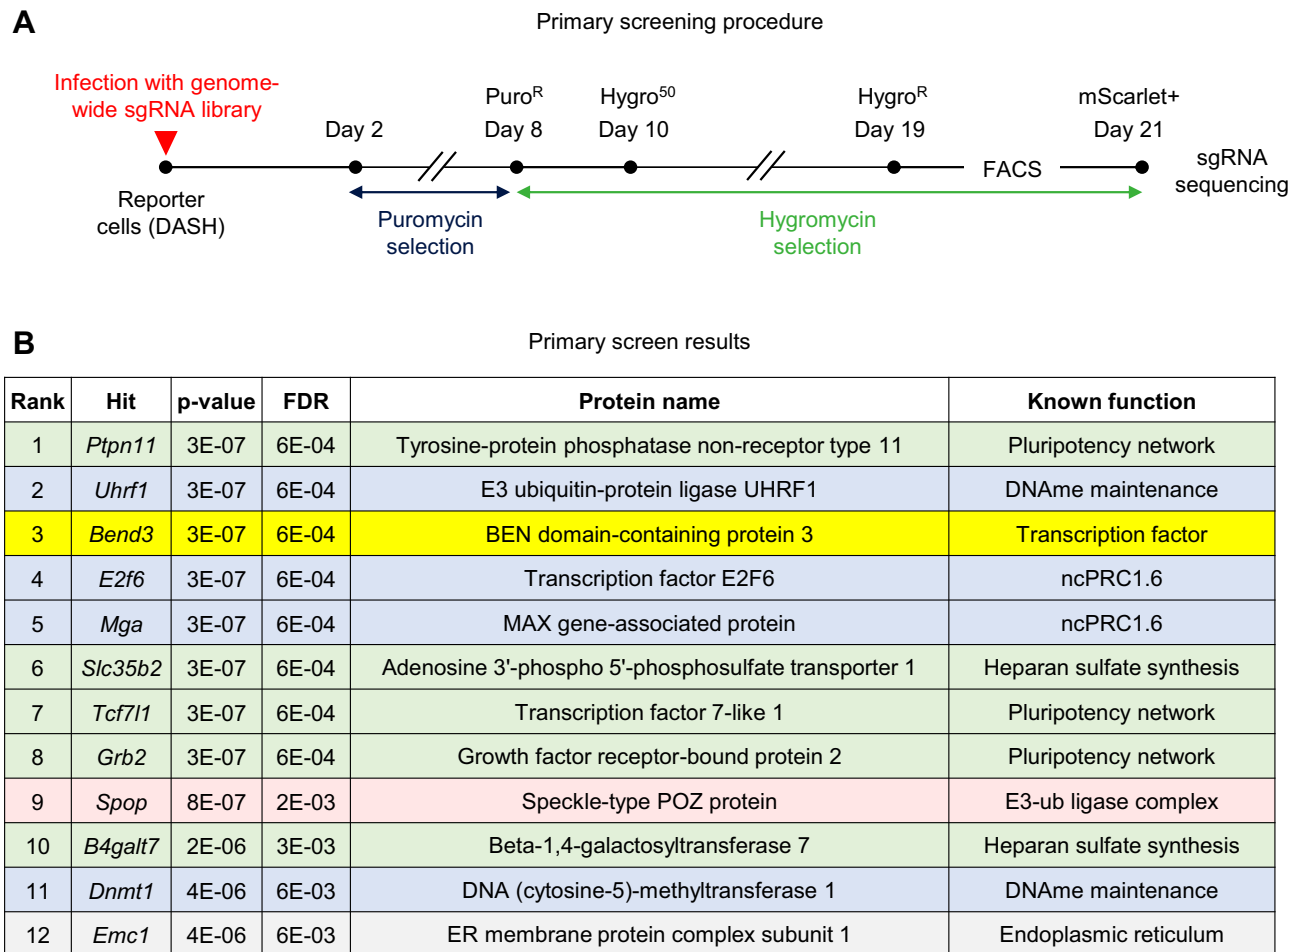 A
Primary screening procedure
Infection with genome-
wide sgRNA library
Day 2
Puro^R
Day 8
Hygro^50
Day 10
Hygro^R
Day 19
mScarlet+
Day 21
FACS
sgRNA
sequencing
Reporter
cells (DASH)
Puromycin
selection
Hygromycin
selection
B
Primary screen results
Rank Hit p-value FDR Protein name Known function
1 Ptpn11 3E-07 6E-04 Tyrosine-protein phosphatase non-receptor type 11 Pluripotency network
2 Uhrf1 3E-07 6E-04 E3 ubiquitin-protein ligase UHRF1 DNAme maintenance
3 Bend3 3E-07 6E-04 BEN domain-containing protein 3 Transcription factor
4 E2f6 3E-07 6E-04 Transcription factor E2F6 ncPRC1.6
5 Mga 3E-07 6E-04 MAX gene-associated protein ncPRC1.6
6 Slc35b2 3E-07 6E-04 Adenosine 3'-phospho 5'-phosphosulfate transporter 1 Heparan sulfate synthesis
7 Tcf7l1 3E-07 6E-04 Transcription factor 7-like 1 Pluripotency network
8 Grb2 3E-07 6E-04 Growth factor receptor-bound protein 2 Pluripotency network
9 Spop 8E-07 2E-03 Speckle-type POZ protein E3-ub ligase complex
10 B4galt7 2E-06 3E-03 Beta-1,4-galactosyltransferase 7 Heparan sulfate synthesis
11 Dnmt1 4E-06 6E-03 DNA (cytosine-5)-methyltransferase 1 DNAme maintenance
12 Emc1 4E-06 6E-03 ER membrane protein complex subunit 1 Endoplasmic reticulum